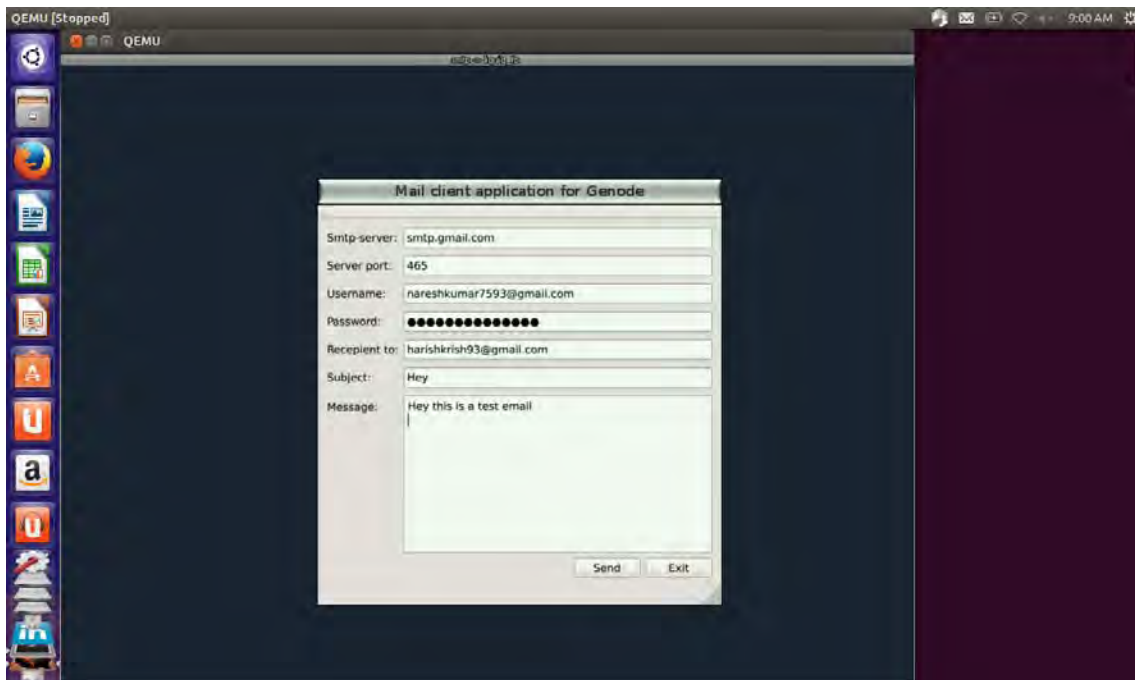 QEMU [Stopped]
9:00 AM
QEMU
Mail client application for Genode
Smtp-server: smtp.gmail.com
Server port: 465
Username: nareshkumar7593@gmail.com
Password: ●●●●●●●●●●●●●●
Recepient to: harishkrish93@gmail.com
Subject: Hey
Message: Hey this is a test email
Send Exit
A
U
a
U
in